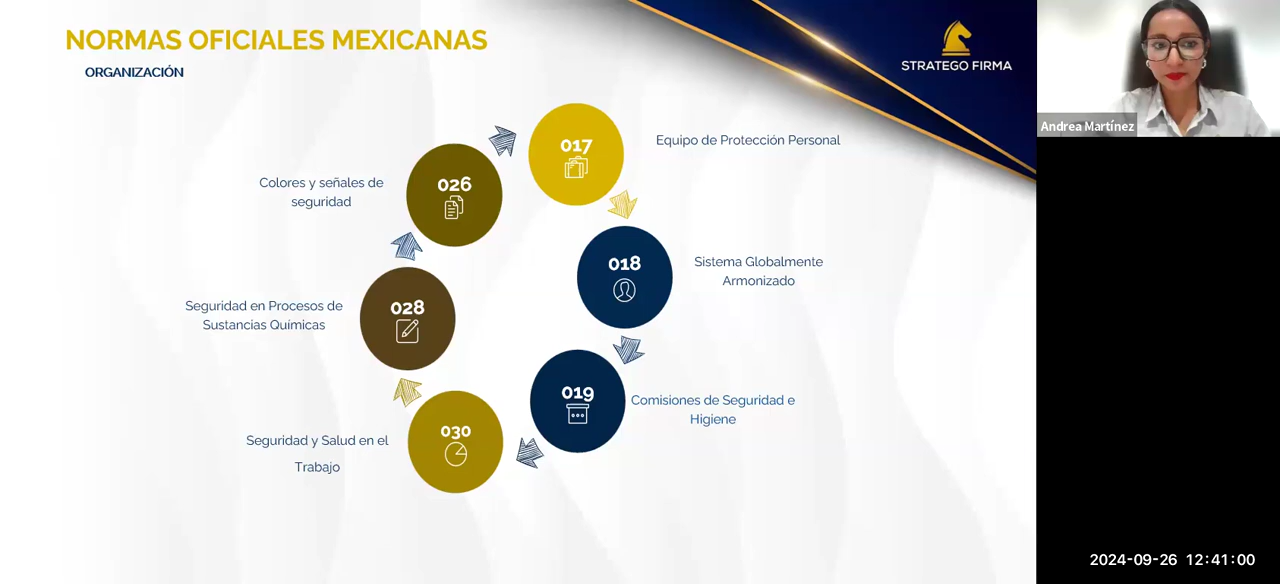 NORMAS OFICIALES MEXICANAS
ORGANIZACIÓN
STRATEGO FIRMA
Andrea Martínez
017
Equipo de Protección Personal
018
Sistema Globalmente
Armonizado
019
Comisiones de Seguridad e
Higiene
030
Seguridad y Salud en el
Trabajo
028
Seguridad en Procesos de
Sustancias Químicas
026
Colores y señales de
seguridad
2024-09-26 12:41:00